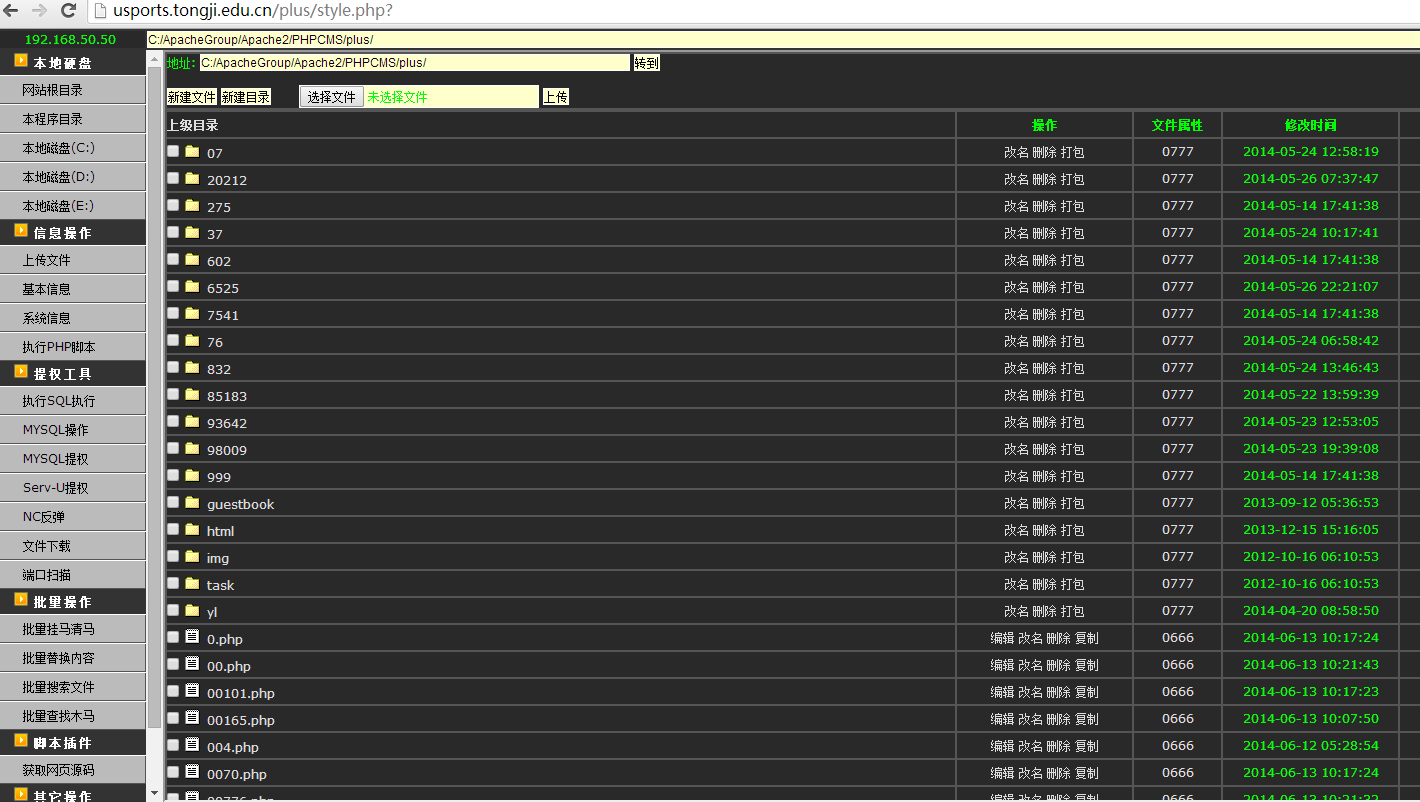 usports.tongji.edu.cn/plus/style.php?
192.168.50.50
C:/ApacheGroup/Apache2/PHPCMS/plus/
本地硬盘
网站根目录
本程序目录
本地磁盘(C:)
本地磁盘(D:)
本地磁盘(E:)
信息操作
上传文件
基本信息
系统信息
执行PHP脚本
提权工具
执行SQL执行
MYSQL操作
MYSQL提权
Serv-U提权
NC反弹
文件下载
端口扫描
批量操作
批量挂马清马
批量替换内容
批量搜索文件
批量查找木马
脚本插件
获取网页源码
其它操作
地址: C:/ApacheGroup/Apache2/PHPCMS/plus/ 转到
新建文件 新建目录 选择文件 未选择文件 上传
上级目录 操作 文件属性 修改时间
07 改名 删除 打包 0777 2014-05-24 12:58:19
20212 改名 删除 打包 0777 2014-05-26 07:37:47
275 改名 删除 打包 0777 2014-05-14 17:41:38
37 改名 删除 打包 0777 2014-05-24 10:17:41
602 改名 删除 打包 0777 2014-05-14 17:41:38
6525 改名 删除 打包 0777 2014-05-26 22:21:07
7541 改名 删除 打包 0777 2014-05-14 17:41:38
76 改名 删除 打包 0777 2014-05-24 06:58:42
832 改名 删除 打包 0777 2014-05-24 13:46:43
85183 改名 删除 打包 0777 2014-05-22 13:59:39
93642 改名 删除 打包 0777 2014-05-23 12:53:05
98009 改名 删除 打包 0777 2014-05-23 19:39:08
999 改名 删除 打包 0777 2014-05-14 17:41:38
guestbook 改名 删除 打包 0777 2013-09-12 05:36:53
html 改名 删除 打包 0777 2013-12-15 15:16:05
img 改名 删除 打包 0777 2012-10-16 06:10:53
task 改名 删除 打包 0777 2012-10-16 06:10:53
yl 改名 删除 打包 0777 2014-04-20 08:58:50
0.php 编辑 改名 删除 复制 0666 2014-06-13 10:17:24
00.php 编辑 改名 删除 复制 0666 2014-06-13 10:21:43
00101.php 编辑 改名 删除 复制 0666 2014-06-13 10:17:23
00165.php 编辑 改名 删除 复制 0666 2014-06-13 10:07:50
004.php 编辑 改名 删除 复制 0666 2014-06-12 05:28:54
0070.php 编辑 改名 删除 复制 0666 2014-06-13 10:17:24